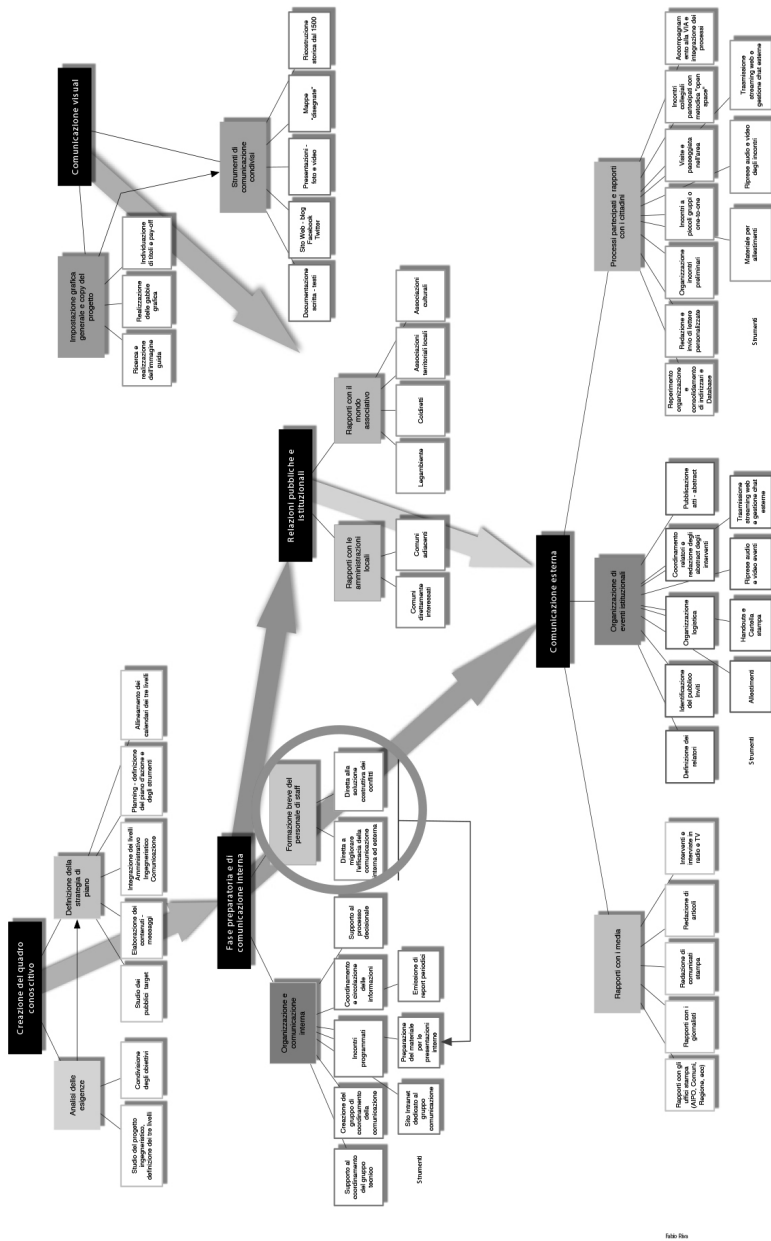 Creazione del quadro
conoscitivo
Analisi delle
esigenze
Studio del progetto
ingegneristico,
definizione dei tre livelli
Condivisione
degli obiettivi
Definizione della
strategia di
piano
Studio dei
pubblici target
Elaborazione dei
contenuti -
messaggi
Integrazione dei livelli
Amministrativo
Ingegneristico
Comunicazione
Planning - definizione
del piano d'azione e
degli strumenti
Allineamento dei
calendari dei tre livelli
Comunicazione visual
Impostazione grafica
generale e copy del
progetto
Ricerca e
realizzazione
dell'immagine
guida
Realizzazione
delle gabbie
grafica
Individuazione
di titoli e pay-off
Strumenti di
comunicazione
condivisi
Documentazione
scritta - testi
Sito Web - blog
Facebook
Twitter
Presentazioni -
foto e video
Mappe
"disegnate"
Ricostruzione
storica dal 1500
Fase preparatoria e di
comunicazione interna
Organizzazione e
comunicazione
interna
Supporto al
coordinamento
del gruppo
tecnico
Creazione del
gruppo di
coordinamento
della
comunicazione
Incontri
programmati
Coordinamento
e circolazione
delle
informazioni
Supporto al
processo
decisionale
Strumenti
Sito Intranet
dedicato al
gruppo
comunicazione
Preparazione
del materiale
per le
presentazioni
interne
Emissione di
report periodici
Formazione breve del
personale di staff
Diretta a
migliorare
l'efficacia della
comunicazione
interna ed esterna
Diretta alla
soluzione
costruttiva dei
conflitti
Relazioni pubbliche e
istituzionali
Rapporti con le
amministrazioni
locali
Comuni
direttamente
interessati
Comuni
adiacenti
Rapporti con il
mondo
associativo
Legambiente
Coldiretti
Associazioni
territoriali locali
Associazioni
culturali
Comunicazione esterna
Rapporti con i media
Rapporti con gli
uffici stampa
(AIPO, Comuni,
Regione, ecc)
Rapporti con i
giornalisti
Redazione di
comunicati
stampa
Redazione di
articoli
Interventi e
interviste in
radio e TV
Organizzazione di
eventi istituzionali
Definizione dei
relatori
Identificazione
del pubblico
Inviti
Organizzazione
logistica
Coordinamento
relatori e
redazione degli
abstract degli
interventi
Pubblicazione
atti - abstract
Strumenti
Allestimenti
Handouts e
Cartella
stampa
Riprese audio
e video eventi
Trasmissione
streaming web
e gestione chat
esterne
Processi partecipati e rapporti
con i cittadini
Reperimento
organizzazione
e
consolidamento
di indirizzari e
Database
Redazione e
invio di lettere
personalizzate
Organizzazione
incontri
preliminari
Incontri a
piccoli gruppi o
one-to-one
Visite e
passeggiata
nell'area
Incontri
collegiali
partecipati con
metodica "open
space"
Accompagnam
ento alla VIA e
integrazione dei
processi
Strumenti
Materiale per
allestimenti
Riprese audio e video
degli incontri
Trasmissione
streaming web e
gestione chat esterne
Fabio Riva